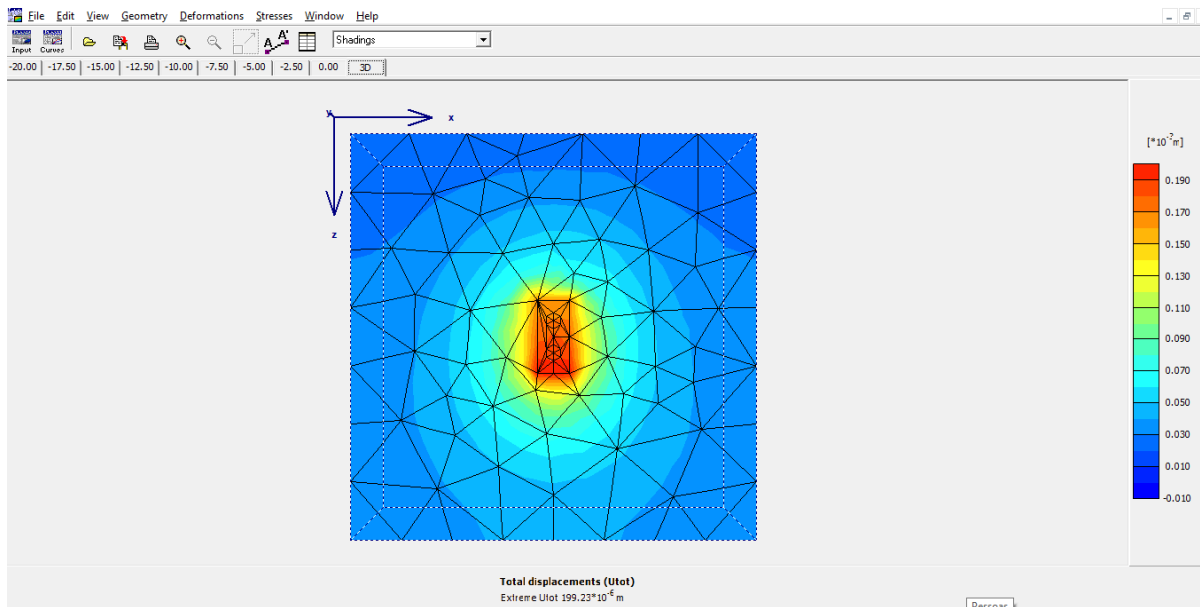 File Edit View Geometry Deformations Stresses Window Help
Input Curves A A' Shadings
-20.00 -17.50 -15.00 -12.50 -10.00 -7.50 -5.00 -2.50 0.00 3D
y x
z
[*10⁻³m]
0.190
0.170
0.150
0.130
0.110
0.090
0.070
0.050
0.030
0.010
-0.010
Total displacements (Utot)
Extreme Utot 199.23*10⁻⁶ m
Pessoas